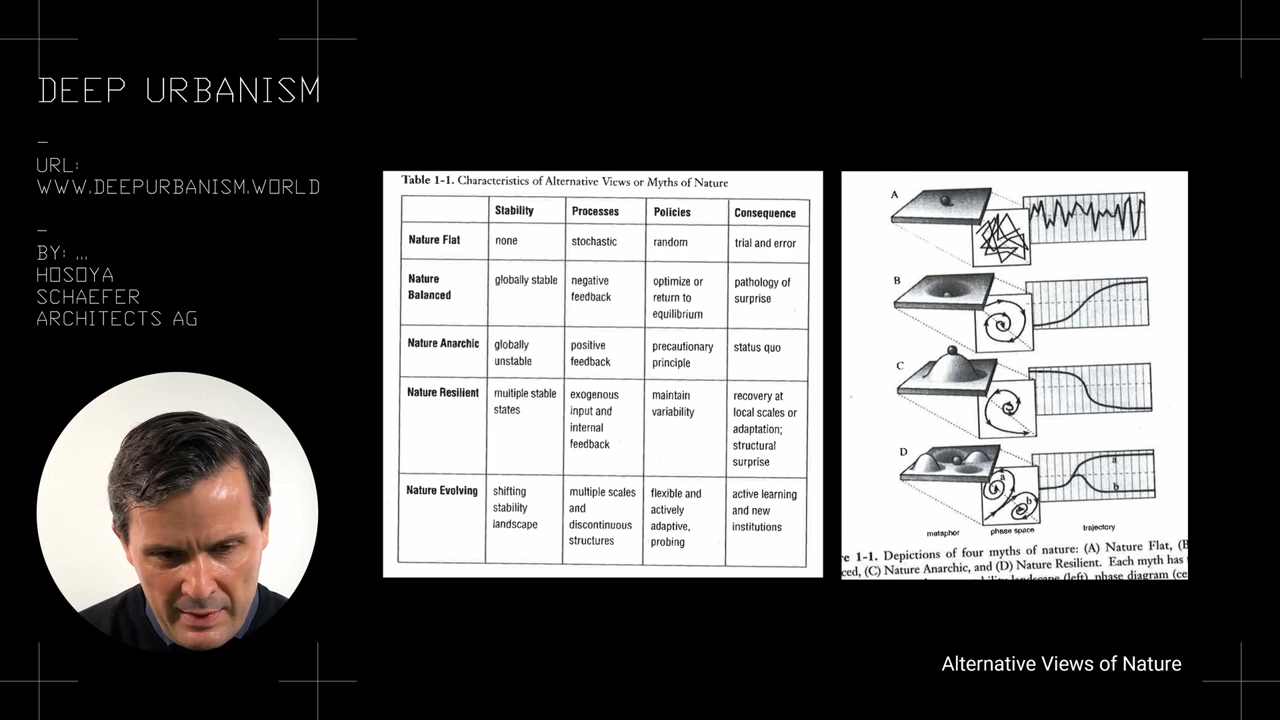 DEEP URBANISM
–
URL:
WWW.DEEPURBANISM.WORLD
–
BY: ...
HOSOYA
SCHAEFER
ARCHITECTS AG
Table 1-1. Characteristics of Alternative Views or Myths of Nature
Stability Processes Policies Consequence
Nature Flat none stochastic random trial and error
Nature globally stable negative optimize or pathology of
Balanced feedback return to surprise
equilibrium
Nature Anarchic globally positive precautionary status quo
unstable feedback principle
Nature Resilient multiple stable exogenous maintain recovery at
states input and variability local scales or
internal adaptation;
feedback structural
surprise
Nature Evolving shifting multiple scales flexible and active learning
stability and actively and new
landscape discontinuous adaptive, institutions
structures probing
A
B
C
D
a
b
a
b
metaphor phase space trajectory
re 1-1. Depictions of four myths of nature: (A) Nature Flat, (B
ced, (C) Nature Anarchic, and (D) Nature Resilient. Each myth has
landscape (left), phase diagram (ce
Alternative Views of Nature